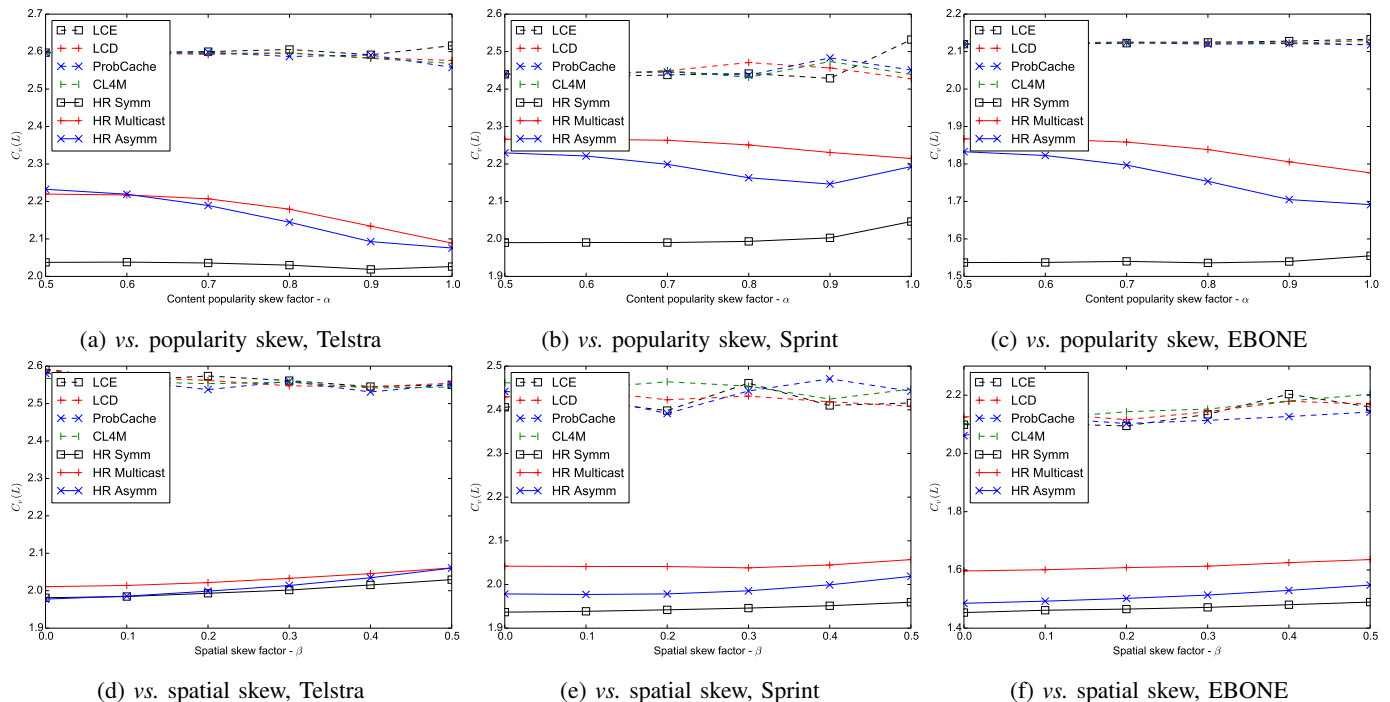 2.7
2.6
2.5
2.4
2.3
2.2
2.1
2.0
C_v(L)
LCE
LCD
ProbCache
CL4M
HR Symm
HR Multicast
HR Asymm
0.5 0.6 0.7 0.8 0.9 1.0
Content popularity skew factor - α
(a) vs. popularity skew, Telstra
2.6
2.5
2.4
2.3
2.2
2.1
2.0
1.9
C_v(L)
LCE
LCD
ProbCache
CL4M
HR Symm
HR Multicast
HR Asymm
0.5 0.6 0.7 0.8 0.9 1.0
Content popularity skew factor - α
(b) vs. popularity skew, Sprint
2.2
2.1
2.0
1.9
1.8
1.7
1.6
1.5
C_v(L)
LCE
LCD
ProbCache
CL4M
HR Symm
HR Multicast
HR Asymm
0.5 0.6 0.7 0.8 0.9 1.0
Content popularity skew factor - α
(c) vs. popularity skew, EBONE
2.6
2.5
2.4
2.3
2.2
2.1
2.0
1.9
C_v(L)
LCE
LCD
ProbCache
CL4M
HR Symm
HR Multicast
HR Asymm
0.0 0.1 0.2 0.3 0.4 0.5
Spatial skew factor - β
(d) vs. spatial skew, Telstra
2.5
2.4
2.3
2.2
2.1
2.0
1.9
C_v(L)
LCE
LCD
ProbCache
CL4M
HR Symm
HR Multicast
HR Asymm
0.0 0.1 0.2 0.3 0.4 0.5
Spatial skew factor - β
(e) vs. spatial skew, Sprint
2.2
2.0
1.8
1.6
1.4
C_v(L)
LCE
LCD
ProbCache
CL4M
HR Symm
HR Multicast
HR Asymm
0.0 0.1 0.2 0.3 0.4 0.5
Spatial skew factor - β
(f) vs. spatial skew, EBONE